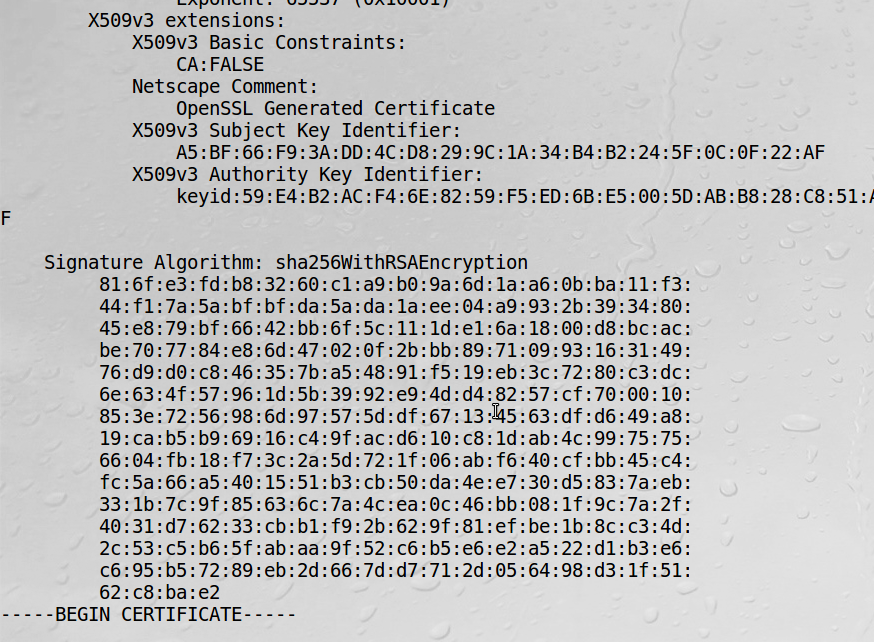 Exponent: 65537 (0x10001)
X509v3 extensions:
X509v3 Basic Constraints:
CA:FALSE
Netscape Comment:
OpenSSL Generated Certificate
X509v3 Subject Key Identifier:
A5:BF:66:F9:3A:DD:4C:D8:29:9C:1A:34:B4:B2:24:5F:0C:0F:22:AF
X509v3 Authority Key Identifier:
keyid:59:E4:B2:AC:F4:6E:82:59:F5:ED:6B:E5:00:5D:AB:B8:28:C8:51:A
F
Signature Algorithm: sha256WithRSAEncryption
81:6f:e3:fd:b8:32:60:c1:a9:b0:9a:6d:1a:a6:0b:ba:11:f3:
44:f1:7a:5a:bf:bf:da:5a:da:1a:ee:04:a9:93:2b:39:34:80:
45:e8:79:bf:66:42:bb:6f:5c:11:1d:e1:6a:18:00:d8:bc:ac:
be:70:77:84:e8:6d:47:02:0f:2b:bb:89:71:09:93:16:31:49:
76:d9:d0:c8:46:35:7b:a5:48:91:f5:19:eb:3c:72:80:c3:dc:
6e:63:4f:57:96:1d:5b:39:92:e9:4d:d4:82:57:cf:70:00:10:
85:3e:72:56:98:6d:97:57:5d:df:67:13:45:63:df:d6:49:a8:
19:ca:b5:b9:69:16:c4:9f:ac:d6:10:c8:1d:ab:4c:99:75:75:
66:04:fb:18:f7:3c:2a:5d:72:1f:06:ab:f6:40:cf:bb:45:c4:
fc:5a:66:a5:40:15:51:b3:cb:50:da:4e:e7:30:d5:83:7a:eb:
33:1b:7c:9f:85:63:6c:7a:4c:ea:0c:46:bb:08:1f:9c:7a:2f:
40:31:d7:62:33:cb:b1:f9:2b:62:9f:81:ef:be:1b:8c:c3:4d:
2c:53:c5:b6:5f:ab:aa:9f:52:c6:b5:e6:e2:a5:22:d1:b3:e6:
c6:95:b5:72:89:eb:2d:66:7d:d7:71:2d:05:64:98:d3:1f:51:
62:c8:ba:e2
-----BEGIN CERTIFICATE-----